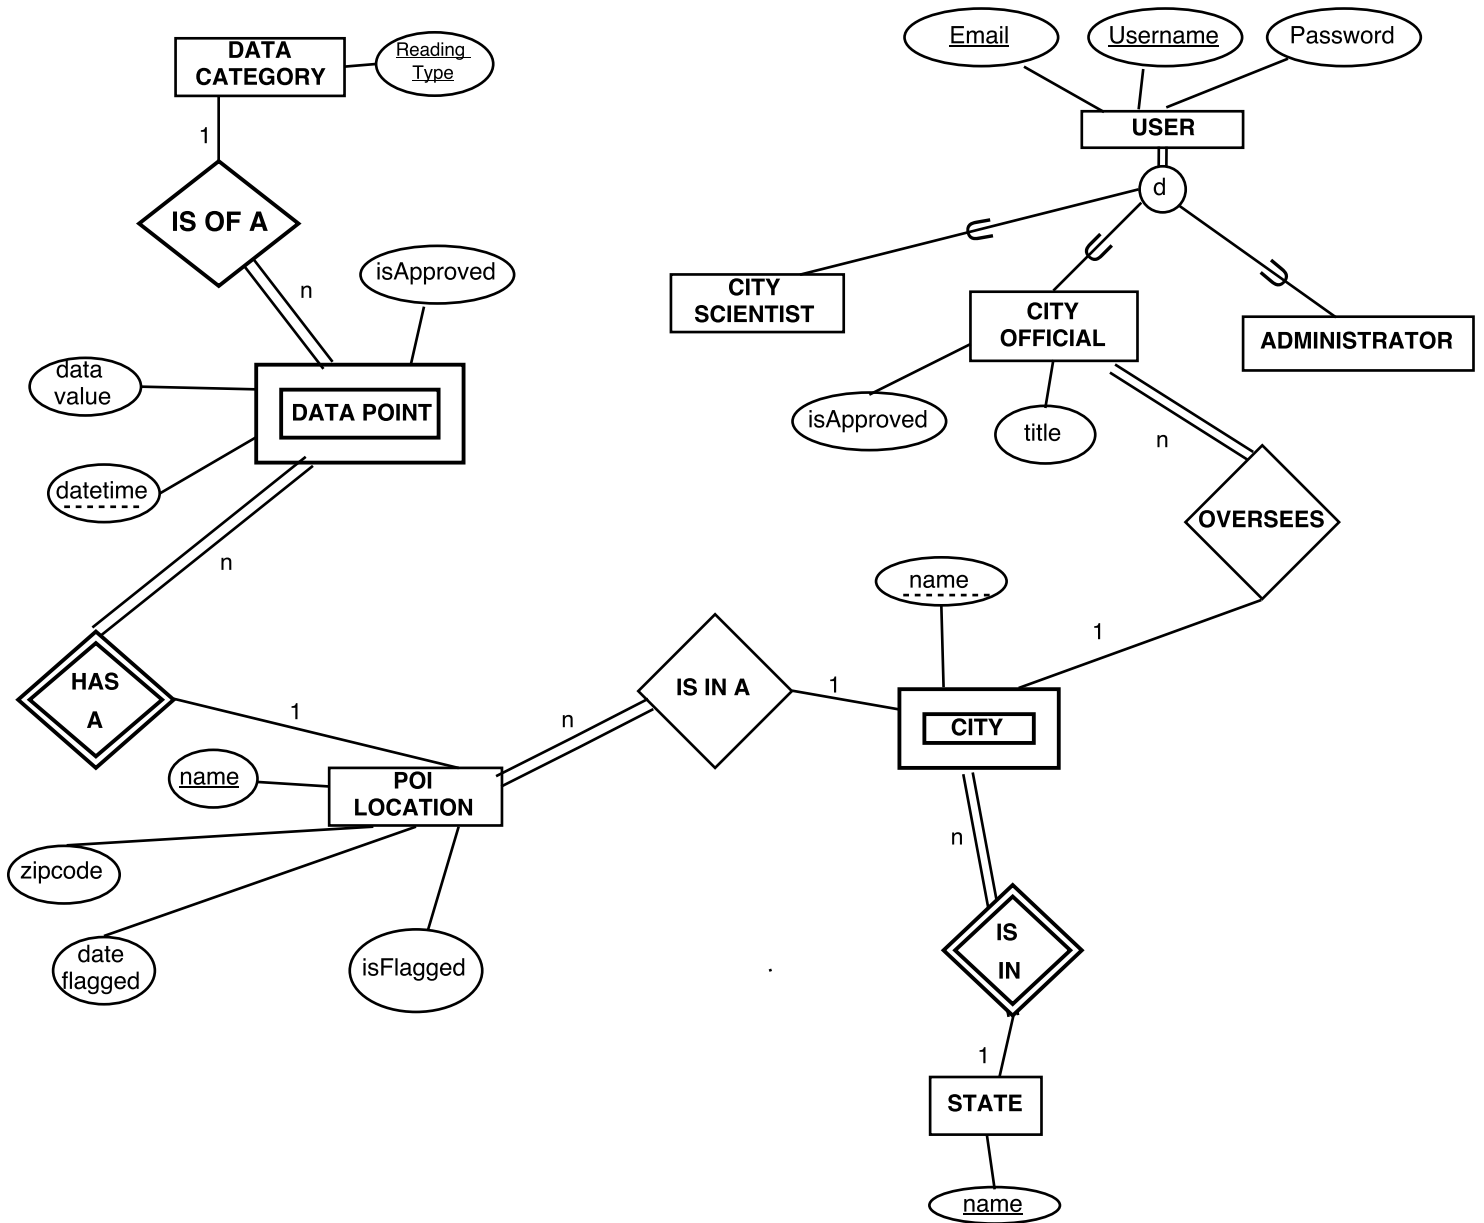 DATA
CATEGORY
Reading
Type
1
IS OF A
n
isApproved
data
value
DATA POINT
datetime
n
HAS
A
1
name
POI
LOCATION
zipcode
date
flagged
isFlagged
n
IS IN A
1
Email
Username
Password
USER
d
CITY
SCIENTIST
CITY
OFFICIAL
ADMINISTRATOR
isApproved
title
n
OVERSEES
1
name
CITY
n
IS
IN
1
STATE
name